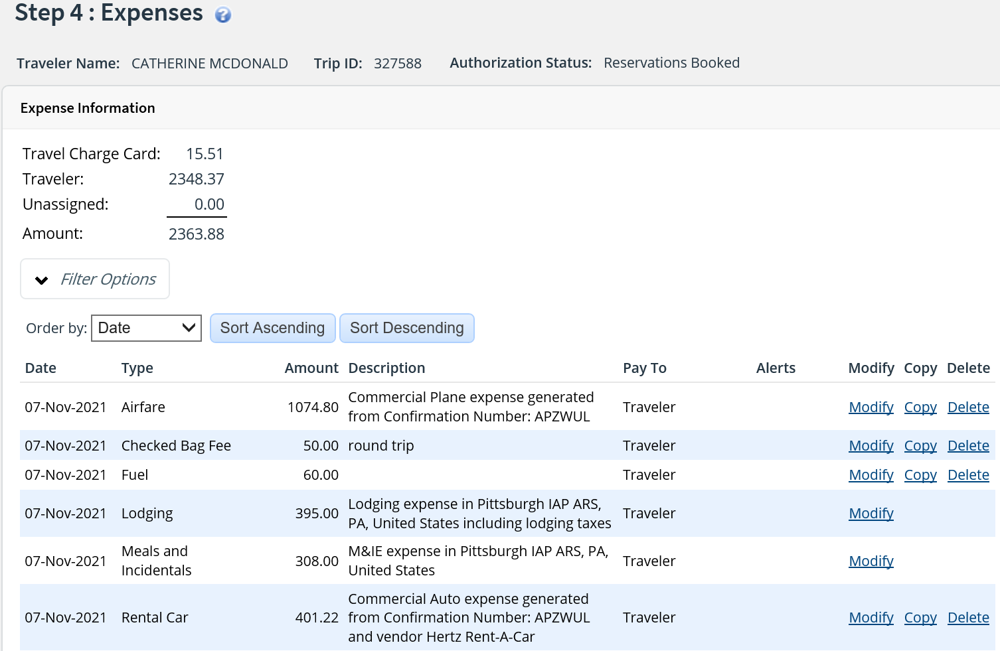 Step 4 : Expenses
Traveler Name: CATHERINE MCDONALD Trip ID: 327588 Authorization Status: Reservations Booked
Expense Information
Travel Charge Card: 15.51
Traveler: 2348.37
Unassigned: 0.00
Amount: 2363.88
Filter Options
Order by: Date Sort Ascending Sort Descending
Date Type Amount Description Pay To Alerts Modify Copy Delete
07-Nov-2021 Airfare 1074.80 Commercial Plane expense generated
from Confirmation Number: APZWUL Traveler Modify Copy Delete
07-Nov-2021 Checked Bag Fee 50.00 round trip Traveler Modify Copy Delete
07-Nov-2021 Fuel 60.00 Traveler Modify Copy Delete
07-Nov-2021 Lodging 395.00 Lodging expense in Pittsburgh IAP ARS,
PA, United States including lodging taxes Traveler Modify
07-Nov-2021 Meals and
Incidentals 308.00 M&IE expense in Pittsburgh IAP ARS, PA,
United States Traveler Modify
07-Nov-2021 Rental Car 401.22 Commercial Auto expense generated
from Confirmation Number: APZWUL
and vendor Hertz Rent-A-Car Traveler Modify Copy Delete